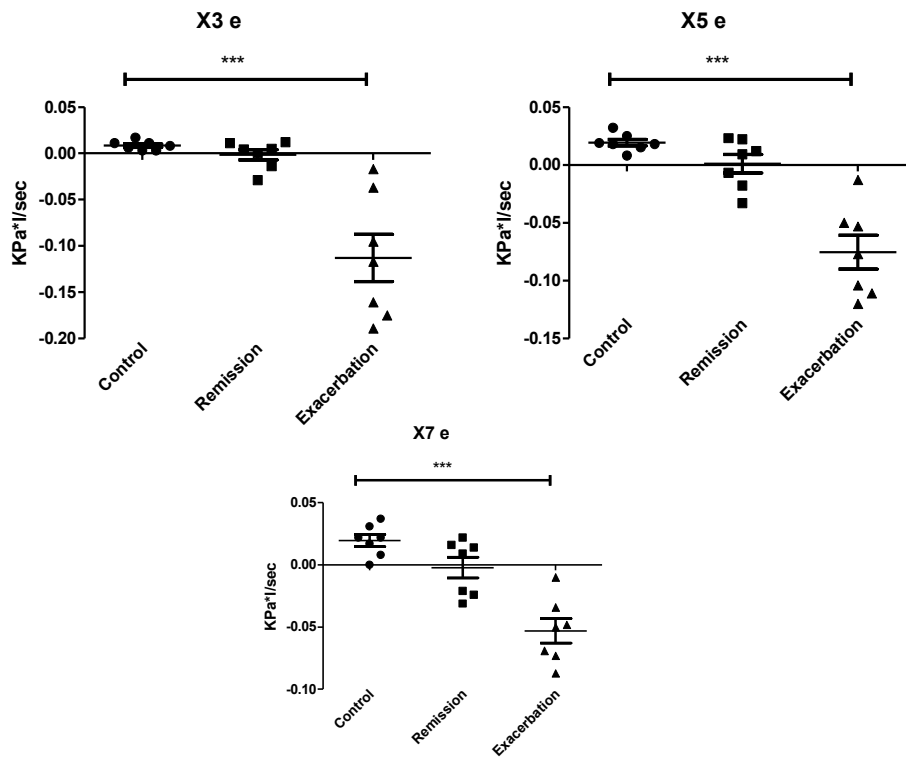 X3 e
***
0.05
0.00
-0.05
-0.10
-0.15
-0.20
KPa*l/sec
Control
Remission
Exacerbation
X5 e
***
0.05
0.00
-0.05
-0.10
-0.15
KPa*l/sec
Control
Remission
Exacerbation
X7 e
***
0.05
0.00
-0.05
-0.10
KPa*l/sec
Control
Remission
Exacerbation